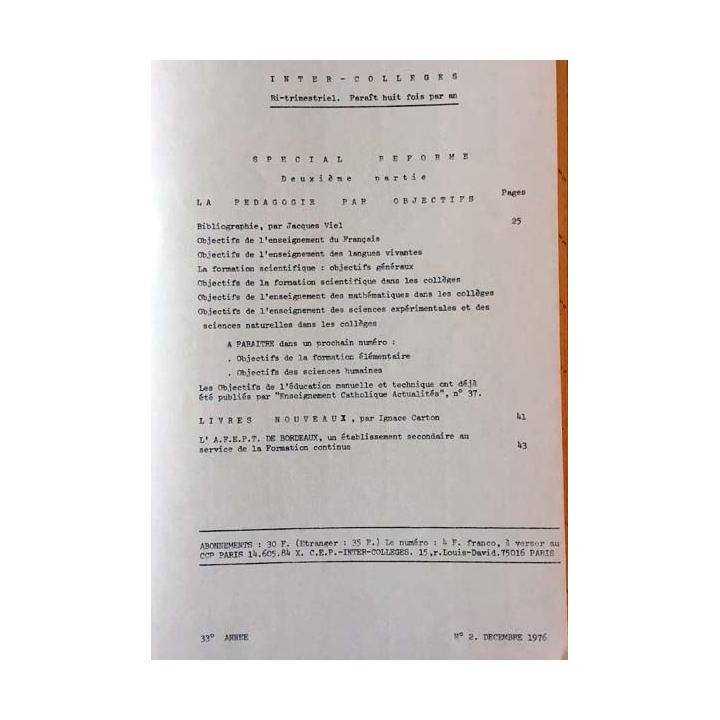 INTER-COLLEGES
Bi-trimestriel. Paraît huit fois par an
SPECIAL REFORME
Deuxième partie
Pages
LA PEDAGOGIE PAR OBJECTIFS
Bibliographie, par Jacques Viel 25
Objectifs de l'enseignement du Français
Objectifs de l'enseignement des langues vivantes
La formation scientifique : objectifs généraux
Objectifs de la formation scientifique dans les collèges
Objectifs de l'enseignement des mathématiques dans les collèges
Objectifs de l'enseignement des sciences expérimentales et des
sciences naturelles dans les collèges
A PARAITRE dans un prochain numéro :
. Objectifs de la formation élémentaire
. Objectifs des sciences humaines
Les Objectifs de l'éducation manuelle et technique ont déjà
été publiés par "Enseignement Catholique Actualités", n° 37.
LIVRES NOUVEAUX, par Ignace Carton 41
L' A.F.E.P.T. DE BORDEAUX, un établissement secondaire au
service de la Formation continue 43
ABONNEMENTS : 30 F. (Etranger : 35 F.) Le numéro : 4 F. franco, à verser au
CCP PARIS 14.605.84 X. C.E.P.-INTER-COLLEGES. 15,r.Louis-David.75016 PARIS
33° ANNEE N° 2. DECEMBRE 1976